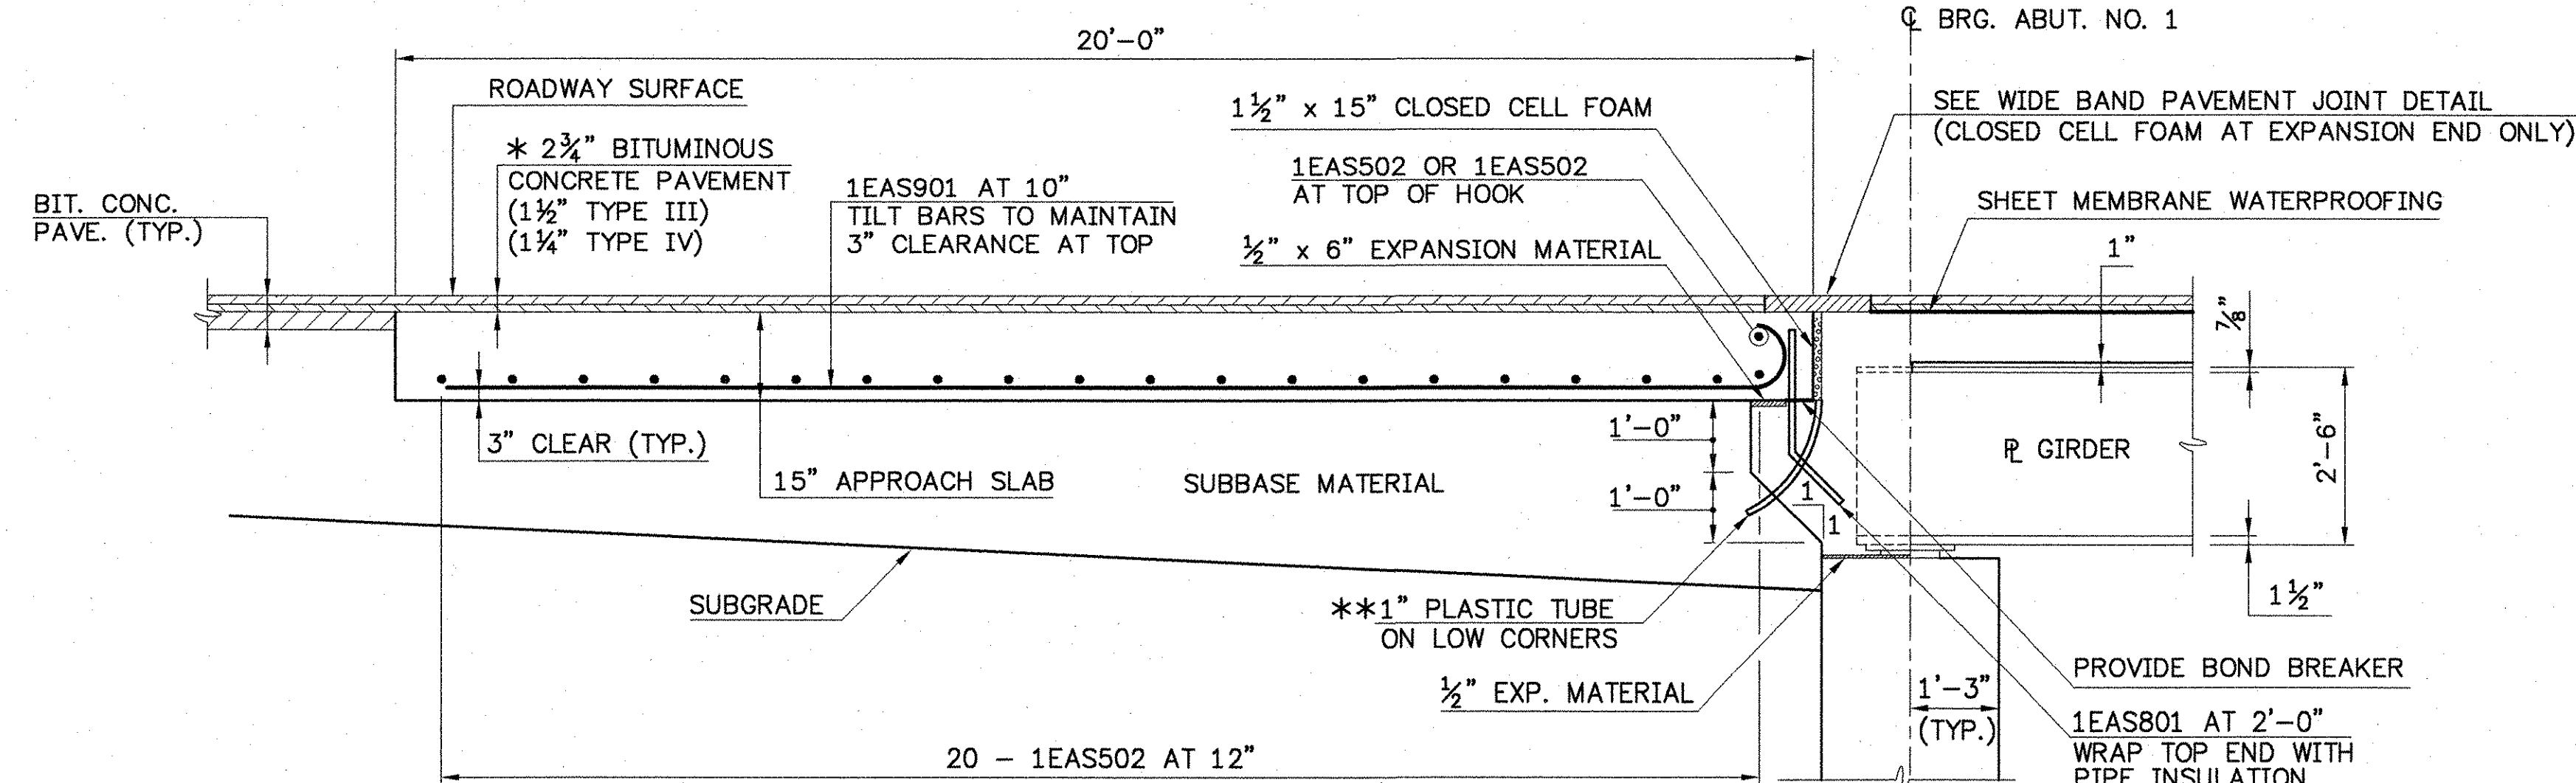 ℄ BRG. ABUT. NO. 1
20'-0"
ROADWAY SURFACE
1½" x 15" CLOSED CELL FOAM
SEE WIDE BAND PAVEMENT JOINT DETAIL
(CLOSED CELL FOAM AT EXPANSION END ONLY)
* 2¾" BITUMINOUS
CONCRETE PAVEMENT
(1½" TYPE III)
(1¼" TYPE IV)
1EAS502 OR 1EAS502
AT TOP OF HOOK
1EAS901 AT 10"
TILT BARS TO MAINTAIN
3" CLEARANCE AT TOP
BIT. CONC.
PAVE. (TYP.)
SHEET MEMBRANE WATERPROOFING
½" x 6" EXPANSION MATERIAL
1"
⅞"
3" CLEAR (TYP.)
1'-0"
PL GIRDER
2'-6"
15" APPROACH SLAB
SUBBASE MATERIAL
1'-0"
1
1
SUBGRADE
**1" PLASTIC TUBE
ON LOW CORNERS
1½"
½" EXP. MATERIAL
PROVIDE BOND BREAKER
1'-3"
(TYP.)
1EAS801 AT 2'-0"
WRAP TOP END WITH
PIPE INSULATION
20 - 1EAS502 AT 12"